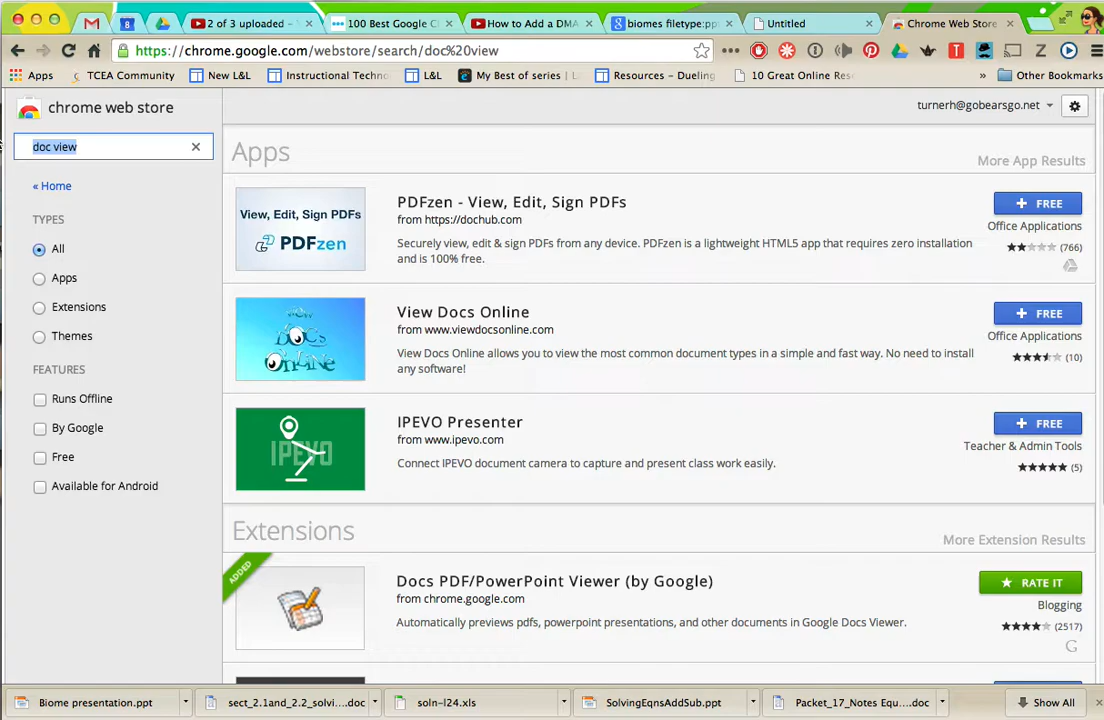 2 of 3 uploaded -
100 Best Google C
How to Add a DMA
biomes filetype:pp
Untitled
Chrome Web Store
https://chrome.google.com/webstore/search/doc%20view
Apps
TCEA Community
New L&L
Instructional Techno
L&L
My Best of series | L
Resources - Dueling
10 Great Online Res
»
Other Bookmarks
chrome web store
turnerh@gobearsgo.net
doc view
« Home
TYPES
All
Apps
Extensions
Themes
FEATURES
Runs Offline
By Google
Free
Available for Android
Apps
More App Results
View, Edit, Sign PDFs
PDFzen
PDFzen - View, Edit, Sign PDFs
from https://dochub.com
Securely view, edit & sign PDFs from any device. PDFzen is a lightweight HTML5 app that requires zero installation
and is 100% free.
+ FREE
Office Applications
(766)
View
Docs
Online
View Docs Online
from www.viewdocsonline.com
View Docs Online allows you to view the most common document types in a simple and fast way. No need to install
any software!
+ FREE
Office Applications
(10)
IPEVO
IPEVO Presenter
from www.ipevo.com
Connect IPEVO document camera to capture and present class work easily.
+ FREE
Teacher & Admin Tools
(5)
Extensions
More Extension Results
ADDED
Docs PDF/PowerPoint Viewer (by Google)
from chrome.google.com
Automatically previews pdfs, powerpoint presentations, and other documents in Google Docs Viewer.
RATE IT
Blogging
(2517)
Biome presentation.ppt
sect_2.1and_2.2_solvi....doc
soln~l24.xls
SolvingEqnsAddSub.ppt
Packet_17_Notes Equ....doc
Show All